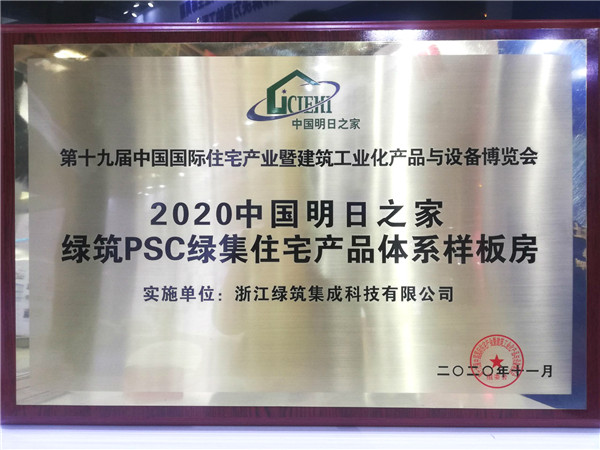 CIEHI
中国明日之家
第十九届中国国际住宅产业暨建筑工业化产品与设备博览会
2020中国明日之家
绿筑PSC绿集住宅产品体系样板房
实施单位：浙江绿筑集成科技有限公司
二〇二〇年十一月